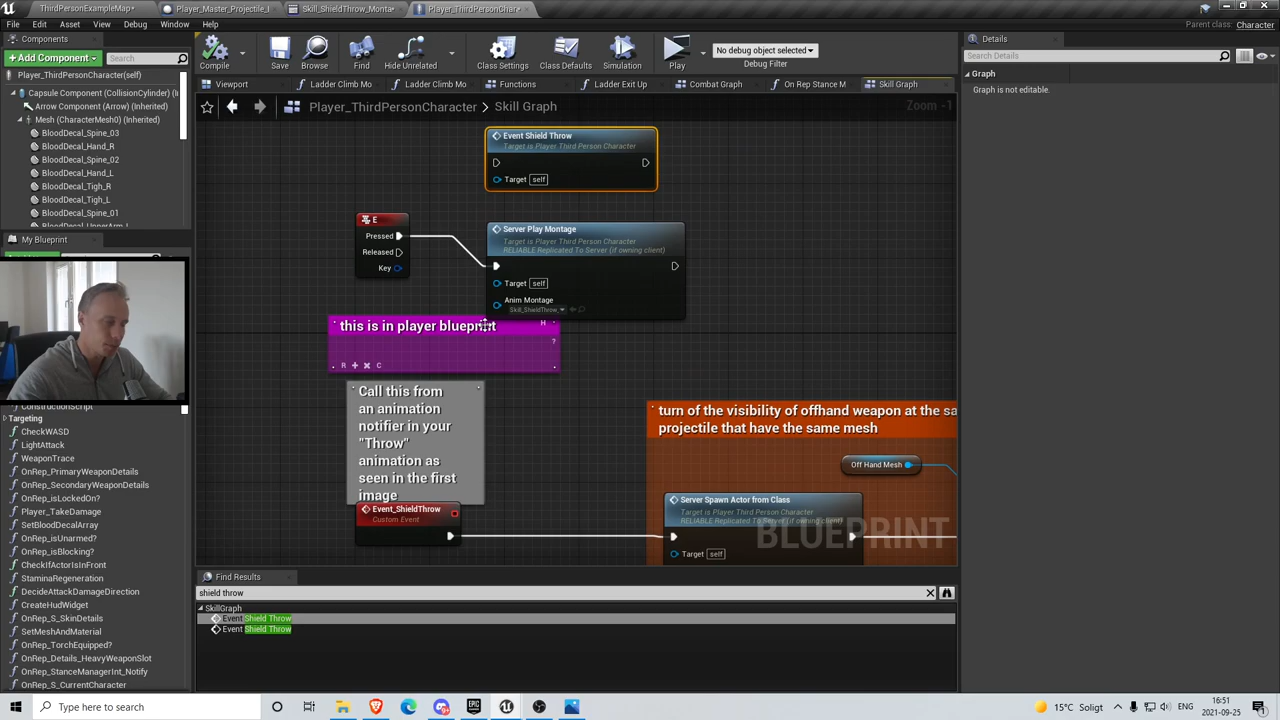 ThirdPersonExampleMap*
Player_Master_Projectile_I
Skill_ShieldThrow_Monta*
Player_ThirdPersonChar*
File Edit Asset View Debug Window Help
Parent class: Character
Components
+ Add Component
Search
Player_ThirdPersonCharacter(self)
Capsule Component (CollisionCylinder) (I
Arrow Component (Arrow) (Inherited)
Mesh (CharacterMesh0) (Inherited)
BloodDecal_Spine_03
BloodDecal_Hand_R
BloodDecal_Spine_02
BloodDecal_Hand_L
BloodDecal_Tigh_R
BloodDecal_Tigh_L
BloodDecal_Spine_01
My Blueprint
ConstructionScript
Targeting
CheckWASD
LightAttack
WeaponTrace
OnRep_PrimaryWeaponDetails
OnRep_SecondaryWeaponDetails
OnRep_isLockedOn?
Player_TakeDamage
SetBloodDecalArray
OnRep_isUnarmed?
OnRep_isBlocking?
CheckIfActorIsInFront
StaminaRegeneration
DecideAttackDamageDirection
CreateHudWidget
OnRep_S_SkinDetails
SetMeshAndMaterial
OnRep_TorchEquipped?
OnRep_Details_HeavyWeaponSlot
OnRep_StanceManagerInt_Notify
OnRep_S_CurrentCharacter
Compile
Save
Browse
Find
Hide Unrelated
Class Settings
Class Defaults
Simulation
Play
No debug object selected
Debug Filter
Viewport
Ladder Climb Mo
Ladder Climb Mo
Functions
Ladder Exit Up
Combat Graph
On Rep Stance M
Skill Graph
Player_ThirdPersonCharacter > Skill Graph
Zoom -1
Event Shield Throw
Target is Player Third Person Character
Target self
E
Pressed
Released
Key
Server Play Montage
Target is Player Third Person Character
RELIABLE Replicated To Server (if owning client)
Target self
Anim Montage
Skill_ShieldThrow_
this is in player blueprint
H
?
R C
Call this from
an animation
notifier in your
"Throw"
animation as
seen in the first
image
Event_ShieldThrow
Custom Event
turn of the visibility of offhand weapon at the sa
projectile that have the same mesh
Off Hand Mesh
Server Spawn Actor from Class
Target is Player Third Person Character
RELIABLE Replicated To Server (if owning client)
Target self
BLUEPRINT
Find Results
shield throw
SkillGraph
Event Shield Throw
Event Shield Throw
Details
Search Details
Graph
Graph is not editable.
Type here to search
15°C Soligt
16:51
2021-09-25